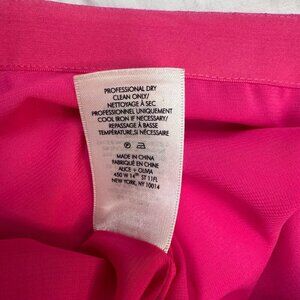 PROFESSIONAL DRY
CLEAN ONLY/
NETTOYAGE À SEC
PROFESSIONNEL UNIQUEMENT
COOL IRON IF NECESSARY/
REPASSAGE À BASSE
TEMPÉRATURE,SI NÉCESSAIRE
MADE IN CHINA
FABRIQUÉ EN CHINE
ALICE + OLIVIA
450 W 14TH ST 11FL
NEW YORK, NY 10014